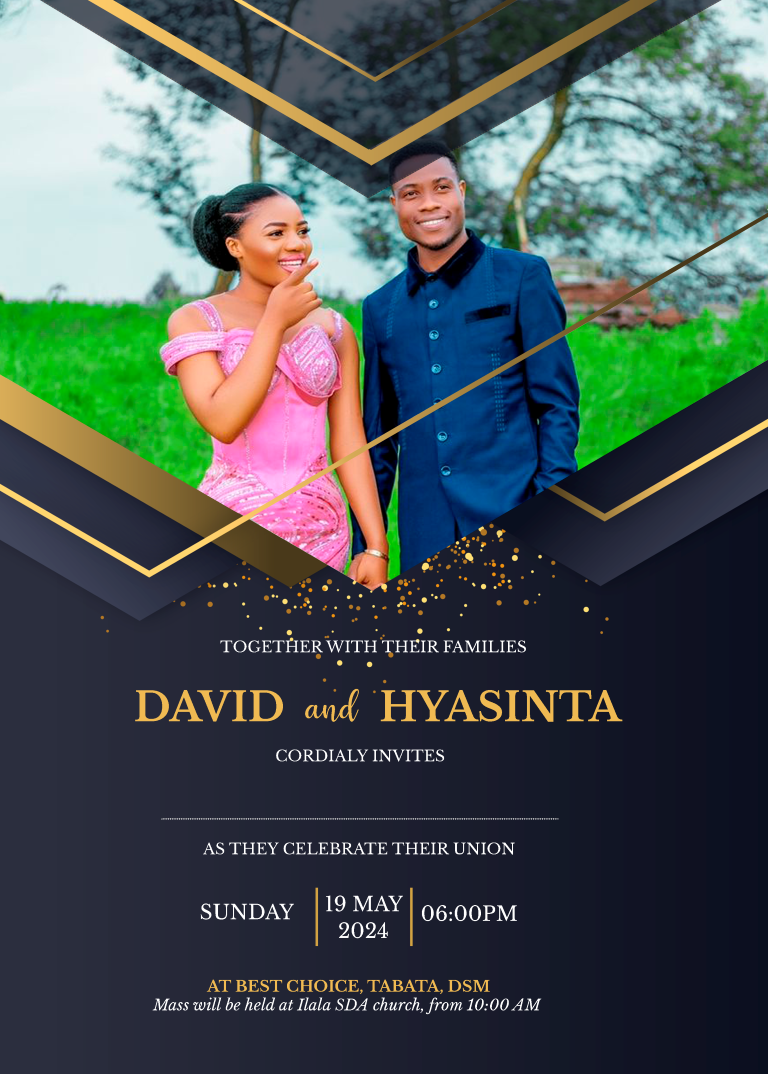 TOGETHER WITH THEIR FAMILIES
DAVID and HYASINTA
CORDIALY INVITES
AS THEY CELEBRATE THEIR UNION
SUNDAY
19 MAY
2024
06:00PM
AT BEST CHOICE, TABATA, DSM
Mass will be held at Ilala SDA church, from 10:00 AM